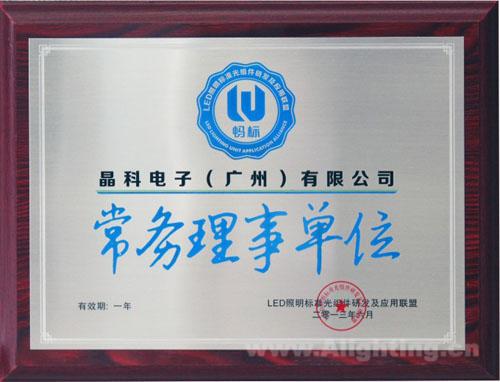 LED照明标准光组件研发及应用联盟
LED LIGHTING UNIT APPLICATION ALLIANCE
蚂标
晶科电子(广州)有限公司
常务理事单位
有效期: 一年
LED照明标准光组件研发及应用联盟
二零一三年六月
www.Alighting.cn